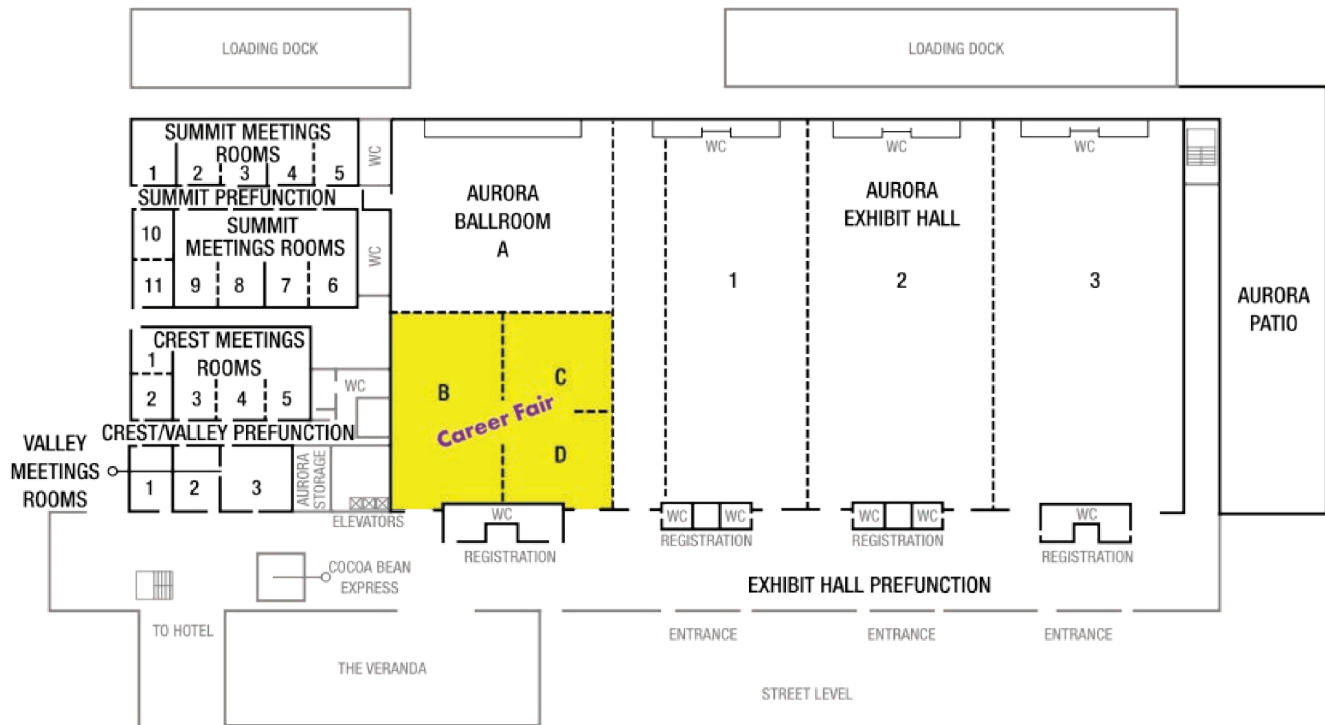 LOADING DOCK
LOADING DOCK
SUMMIT MEETINGS
ROOMS
1 2 3 4 5
WC
SUMMIT PREFUNCTION
10
SUMMIT
MEETINGS ROOMS
11 9 8 7 6
WC
CREST MEETINGS
ROOMS
1
2 3 4 5
WC
CREST/VALLEY PREFUNCTION
VALLEY
MEETINGS
ROOMS
1 2 3
AURORA
STORAGE
ELEVATORS
AURORA
BALLROOM
A
B
C
Career Fair
D
WC
REGISTRATION
WC
WC
WC
AURORA
EXHIBIT HALL
1 2 3
AURORA
PATIO
WC WC
REGISTRATION
WC WC
REGISTRATION
WC
REGISTRATION
COCOA BEAN
EXPRESS
EXHIBIT HALL PREFUNCTION
TO HOTEL
ENTRANCE
ENTRANCE
ENTRANCE
THE VERANDA
STREET LEVEL